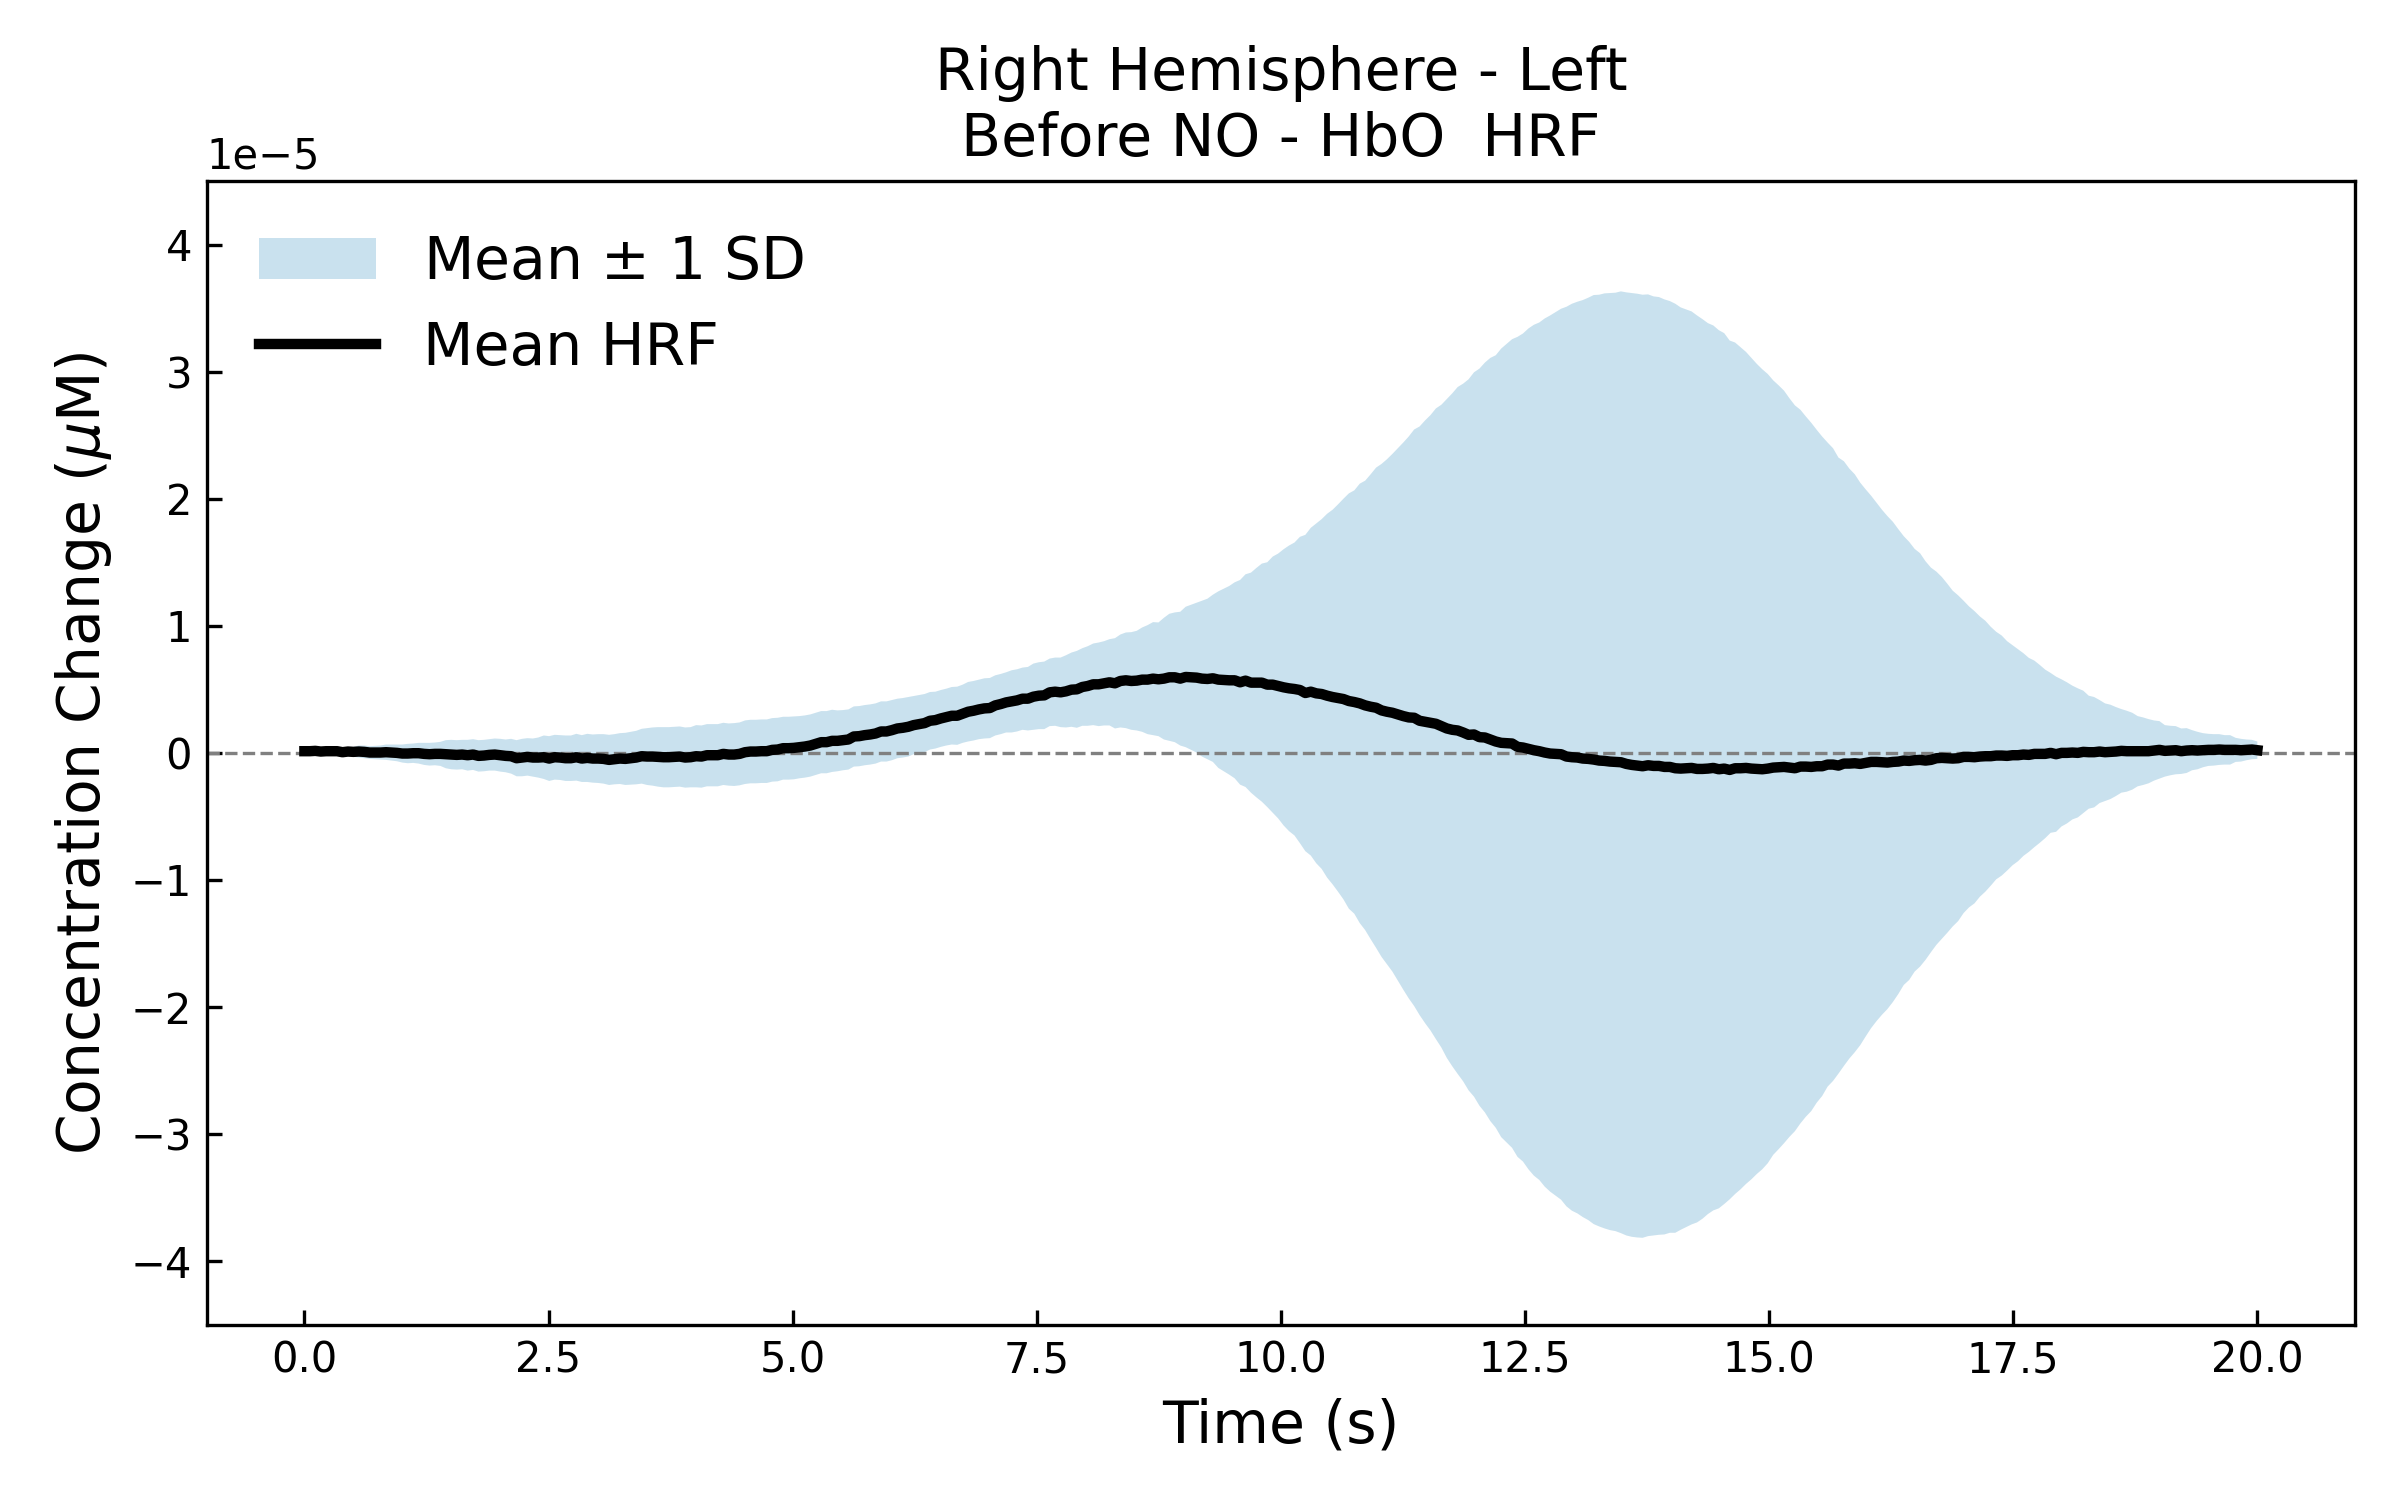 Right Hemisphere - Left
Before NO - HbO  HRF
1e−5
Mean ± 1 SD
Mean HRF
Concentration Change (μM)
4
3
2
1
0
−1
−2
−3
−4
0.0 2.5 5.0 7.5 10.0 12.5 15.0 17.5 20.0
Time (s)